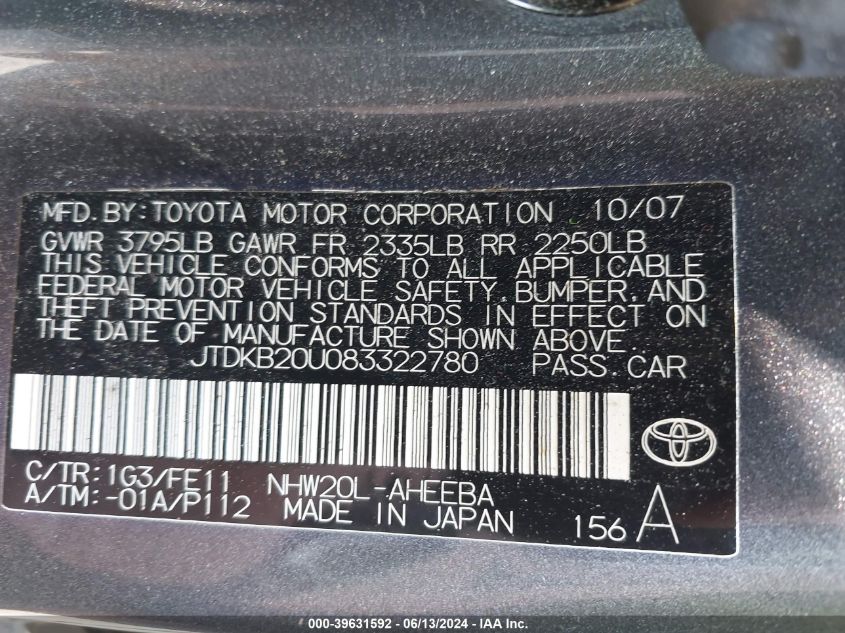 MFD.BY:TOYOTA MOTOR CORPORATION 10/07
GVWR 3795LB GAWR FR 2335LB RR 2250LB
THIS VEHICLE CONFORMS TO ALL APPLICABLE
FEDERAL MOTOR VEHICLE SAFETY,BUMPER,AND
THEFT PREVENTION STANDARDS IN EFFECT ON
THE DATE OF MANUFACTURE SHOWN ABOVE.
JTDKB20U083322780 PASS.CAR
C/TR:1G3/FE11 NHW20L-AHEEBA
A/TM:-01A/P112 MADE IN JAPAN 156 A
000-39631592 - 06/13/2024 - IAA Inc.